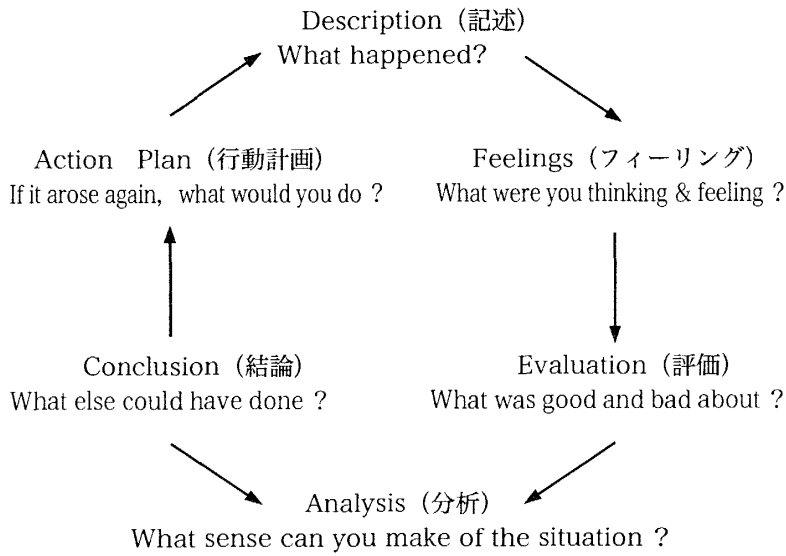 Description（記述）
What happened?
Action Plan（行動計画）
If it arose again, what would you do ?
Feelings（フィーリング）
What were you thinking & feeling ?
Conclusion（結論）
What else could have done ?
Evaluation（評価）
What was good and bad about ?
Analysis（分析）
What sense can you make of the situation ?